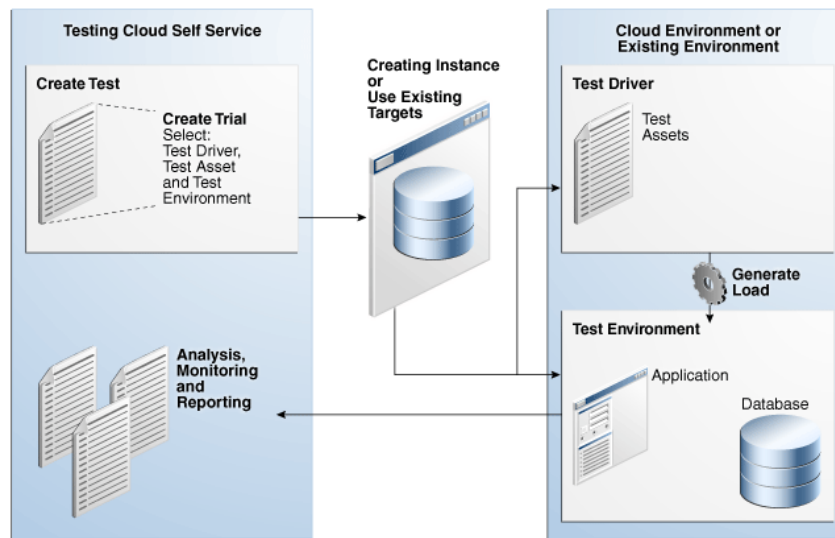 Testing Cloud Self Service
Create Test
Create Trial
Select:
Test Driver,
Test Asset
and Test
Environment
Creating Instance
or
Use Existing
Targets
Cloud Environment or
Existing Environment
Test Driver
Test
Assets
Generate
Load
Test Environment
Application
Database
Analysis,
Monitoring
and
Reporting